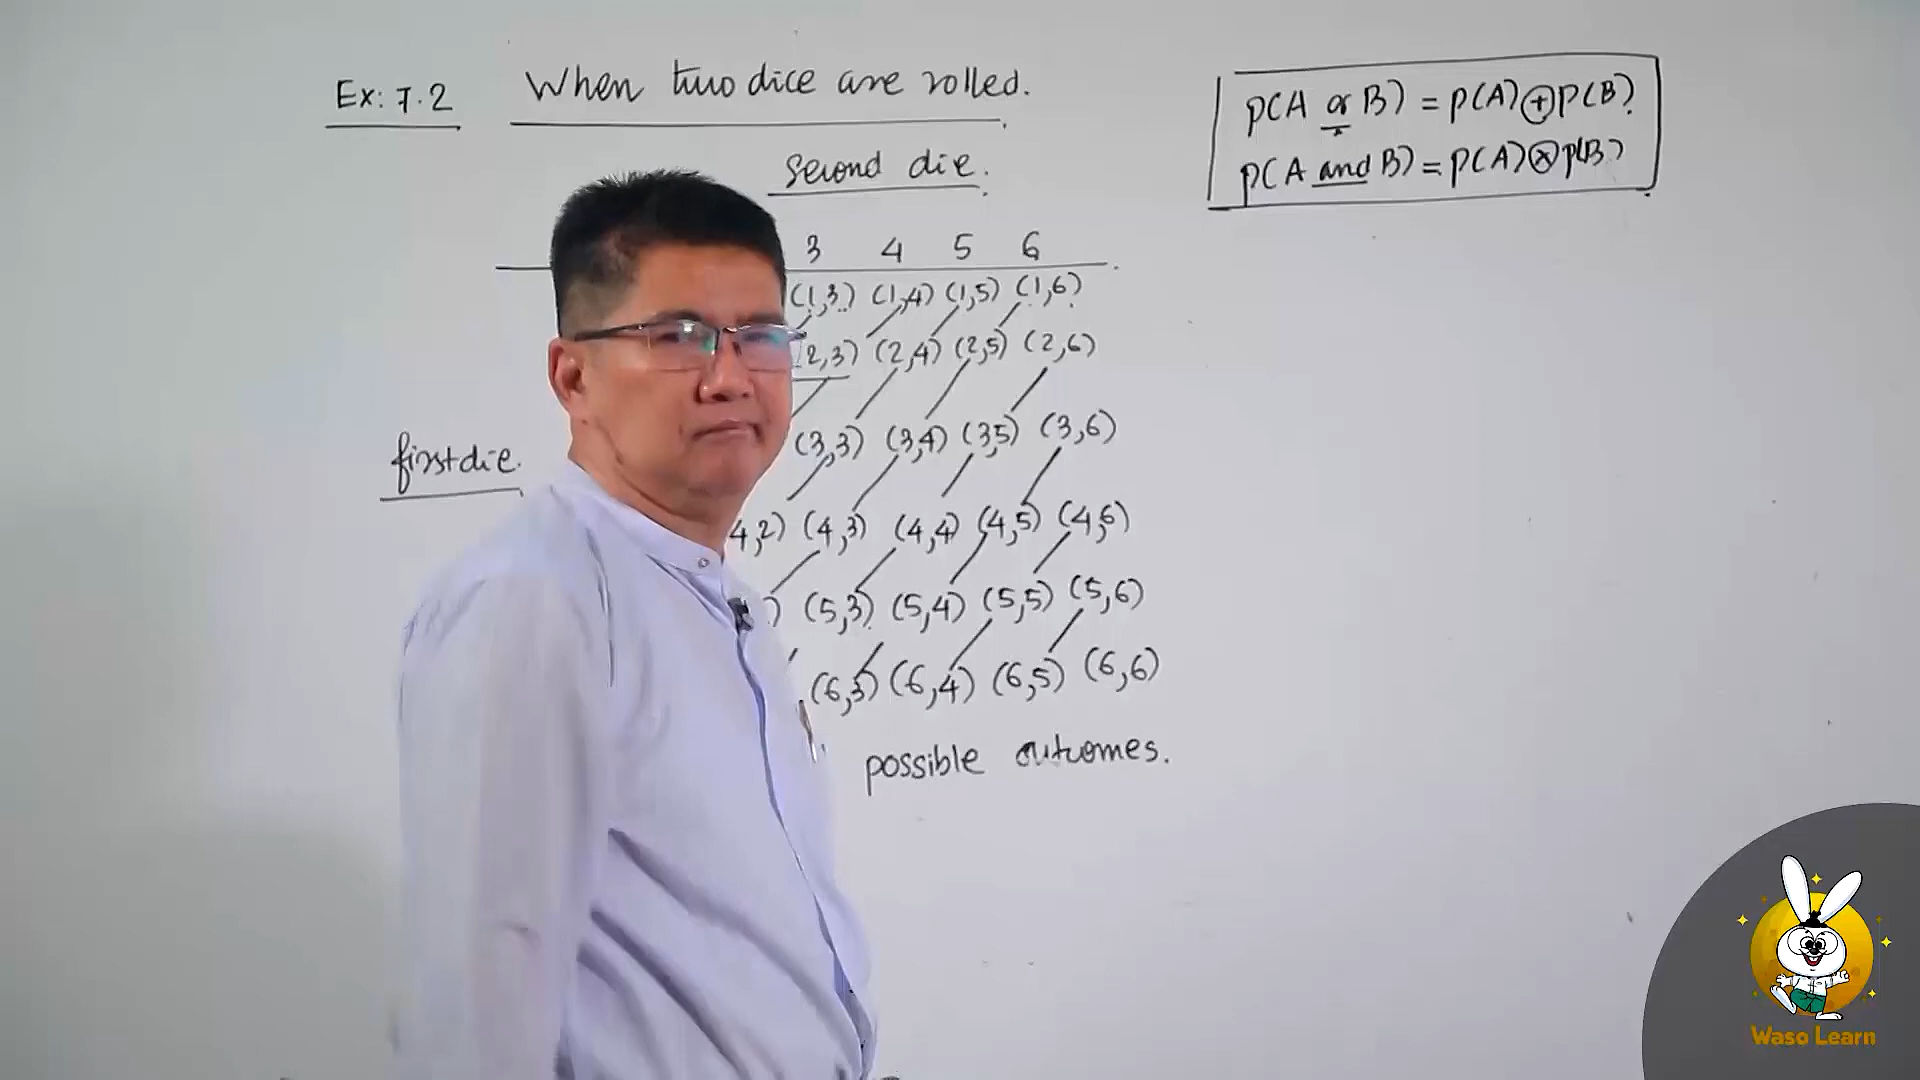 Ex: 7.2 When two dice are rolled.
p(A or B) = p(A) + p(B)
p(A and B) = p(A) × p(B)
second die.
3 4 5 6
(1,3) (1,4) (1,5) (1,6)
2,3) (2,4) (2,5) (2,6)
(3,3) (3,4) (3,5) (3,6)
first die.
4,2) (4,3) (4,4) (4,5) (4,6)
) (5,3) (5,4) (5,5) (5,6)
(6,3) (6,4) (6,5) (6,6)
possible outcomes.
Waso Learn